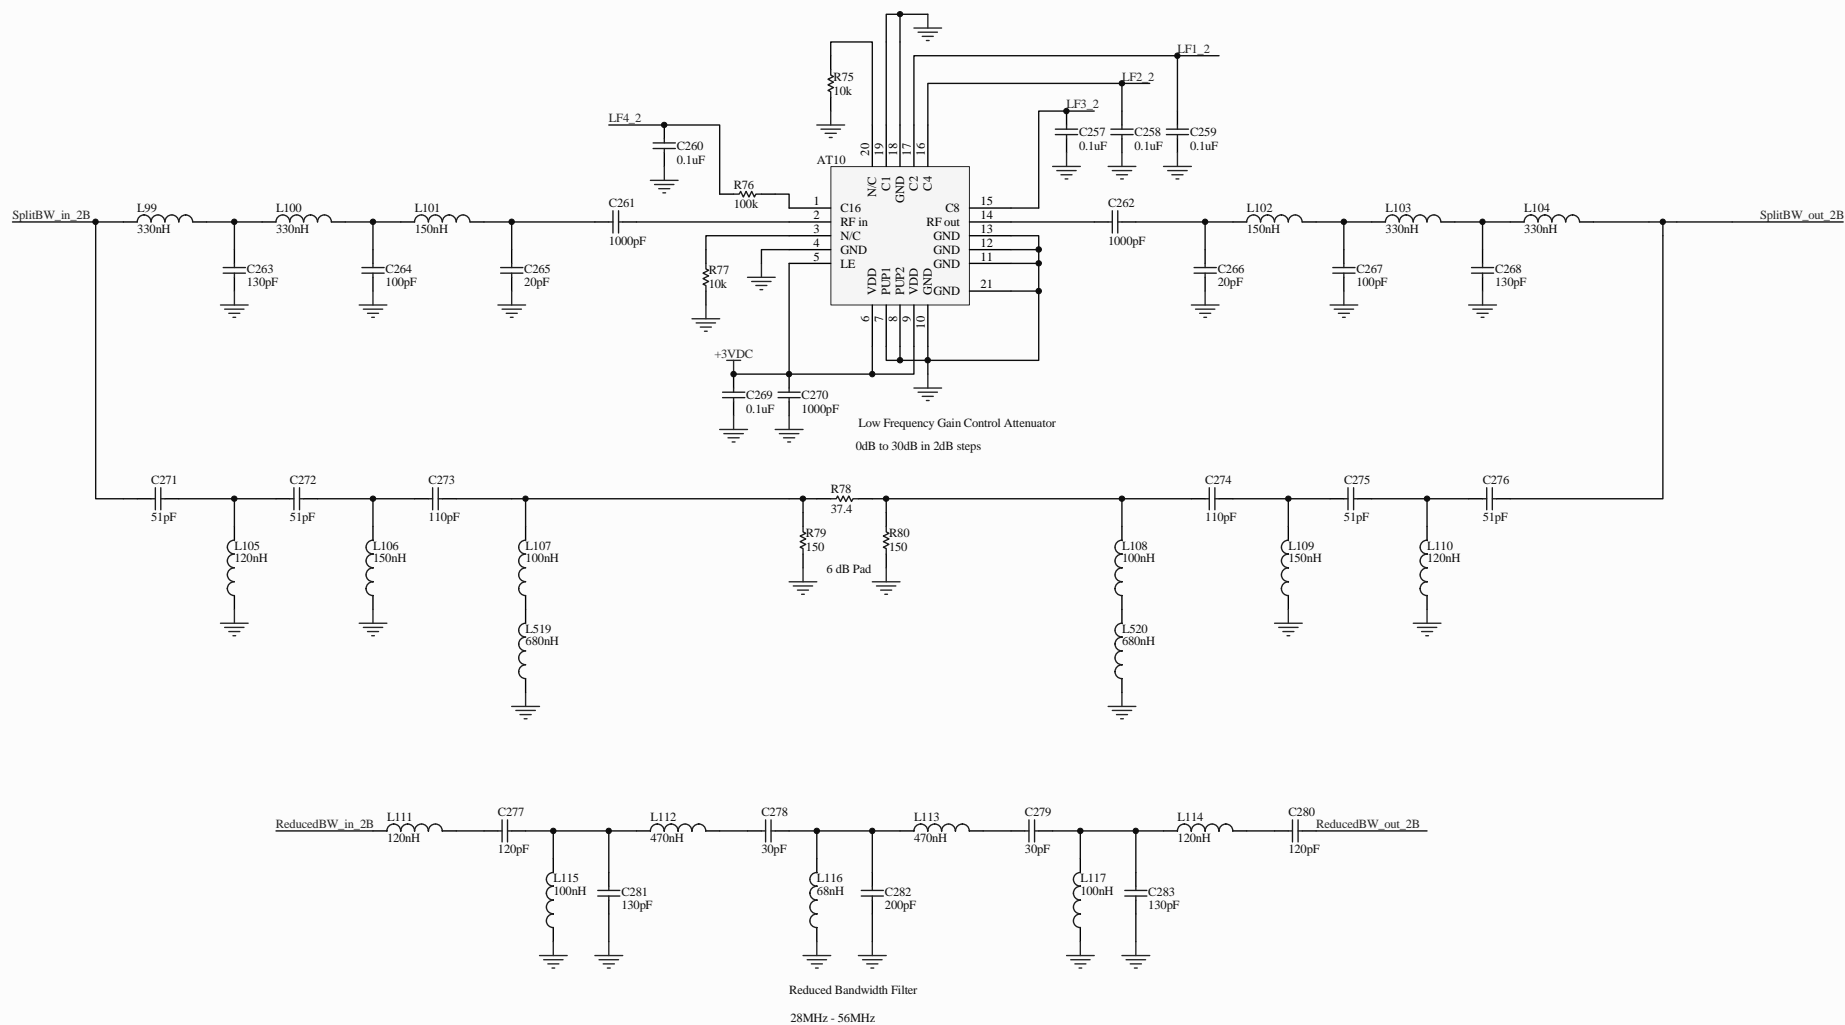 LF1_2
R75
10k
LF2_2
LF3_2
LF4_2
C260
0.1uF
C257
0.1uF
C258
0.1uF
C259
0.1uF
AT10
20
19
18
17
16
N/C
C1
GND
C2
C4
R76
100k
1
2
3
4
5
C16
RF in
N/C
GND
LE
C8
RF out
GND
GND
GND
GND
15
14
13
12
11
21
VDD
PUP1
PUP2
VDD
GND
6
7
8
9
10
SplitBW_in_2B
L99
330nH
L100
330nH
L101
150nH
C261
1000pF
C262
1000pF
L102
150nH
L103
330nH
L104
330nH
SplitBW_out_2B
C263
130pF
C264
100pF
C265
20pF
R77
10k
C266
20pF
C267
100pF
C268
130pF
+3VDC
C269
0.1uF
C270
1000pF
Low Frequency Gain Control Attenuator
0dB to 30dB in 2dB steps
C271
51pF
C272
51pF
C273
110pF
R78
37.4
C274
110pF
C275
51pF
C276
51pF
L105
120nH
L106
150nH
L107
100nH
R79
150
R80
150
6 dB Pad
L108
100nH
L109
150nH
L110
120nH
L519
680nH
L520
680nH
ReducedBW_in_2B
L111
120nH
C277
120pF
L112
470nH
C278
30pF
L113
470nH
C279
30pF
L114
120nH
C280
120pF
ReducedBW_out_2B
L115
100nH
C281
130pF
L116
68nH
C282
200pF
L117
100nH
C283
130pF
Reduced Bandwidth Filter
28MHz - 56MHz